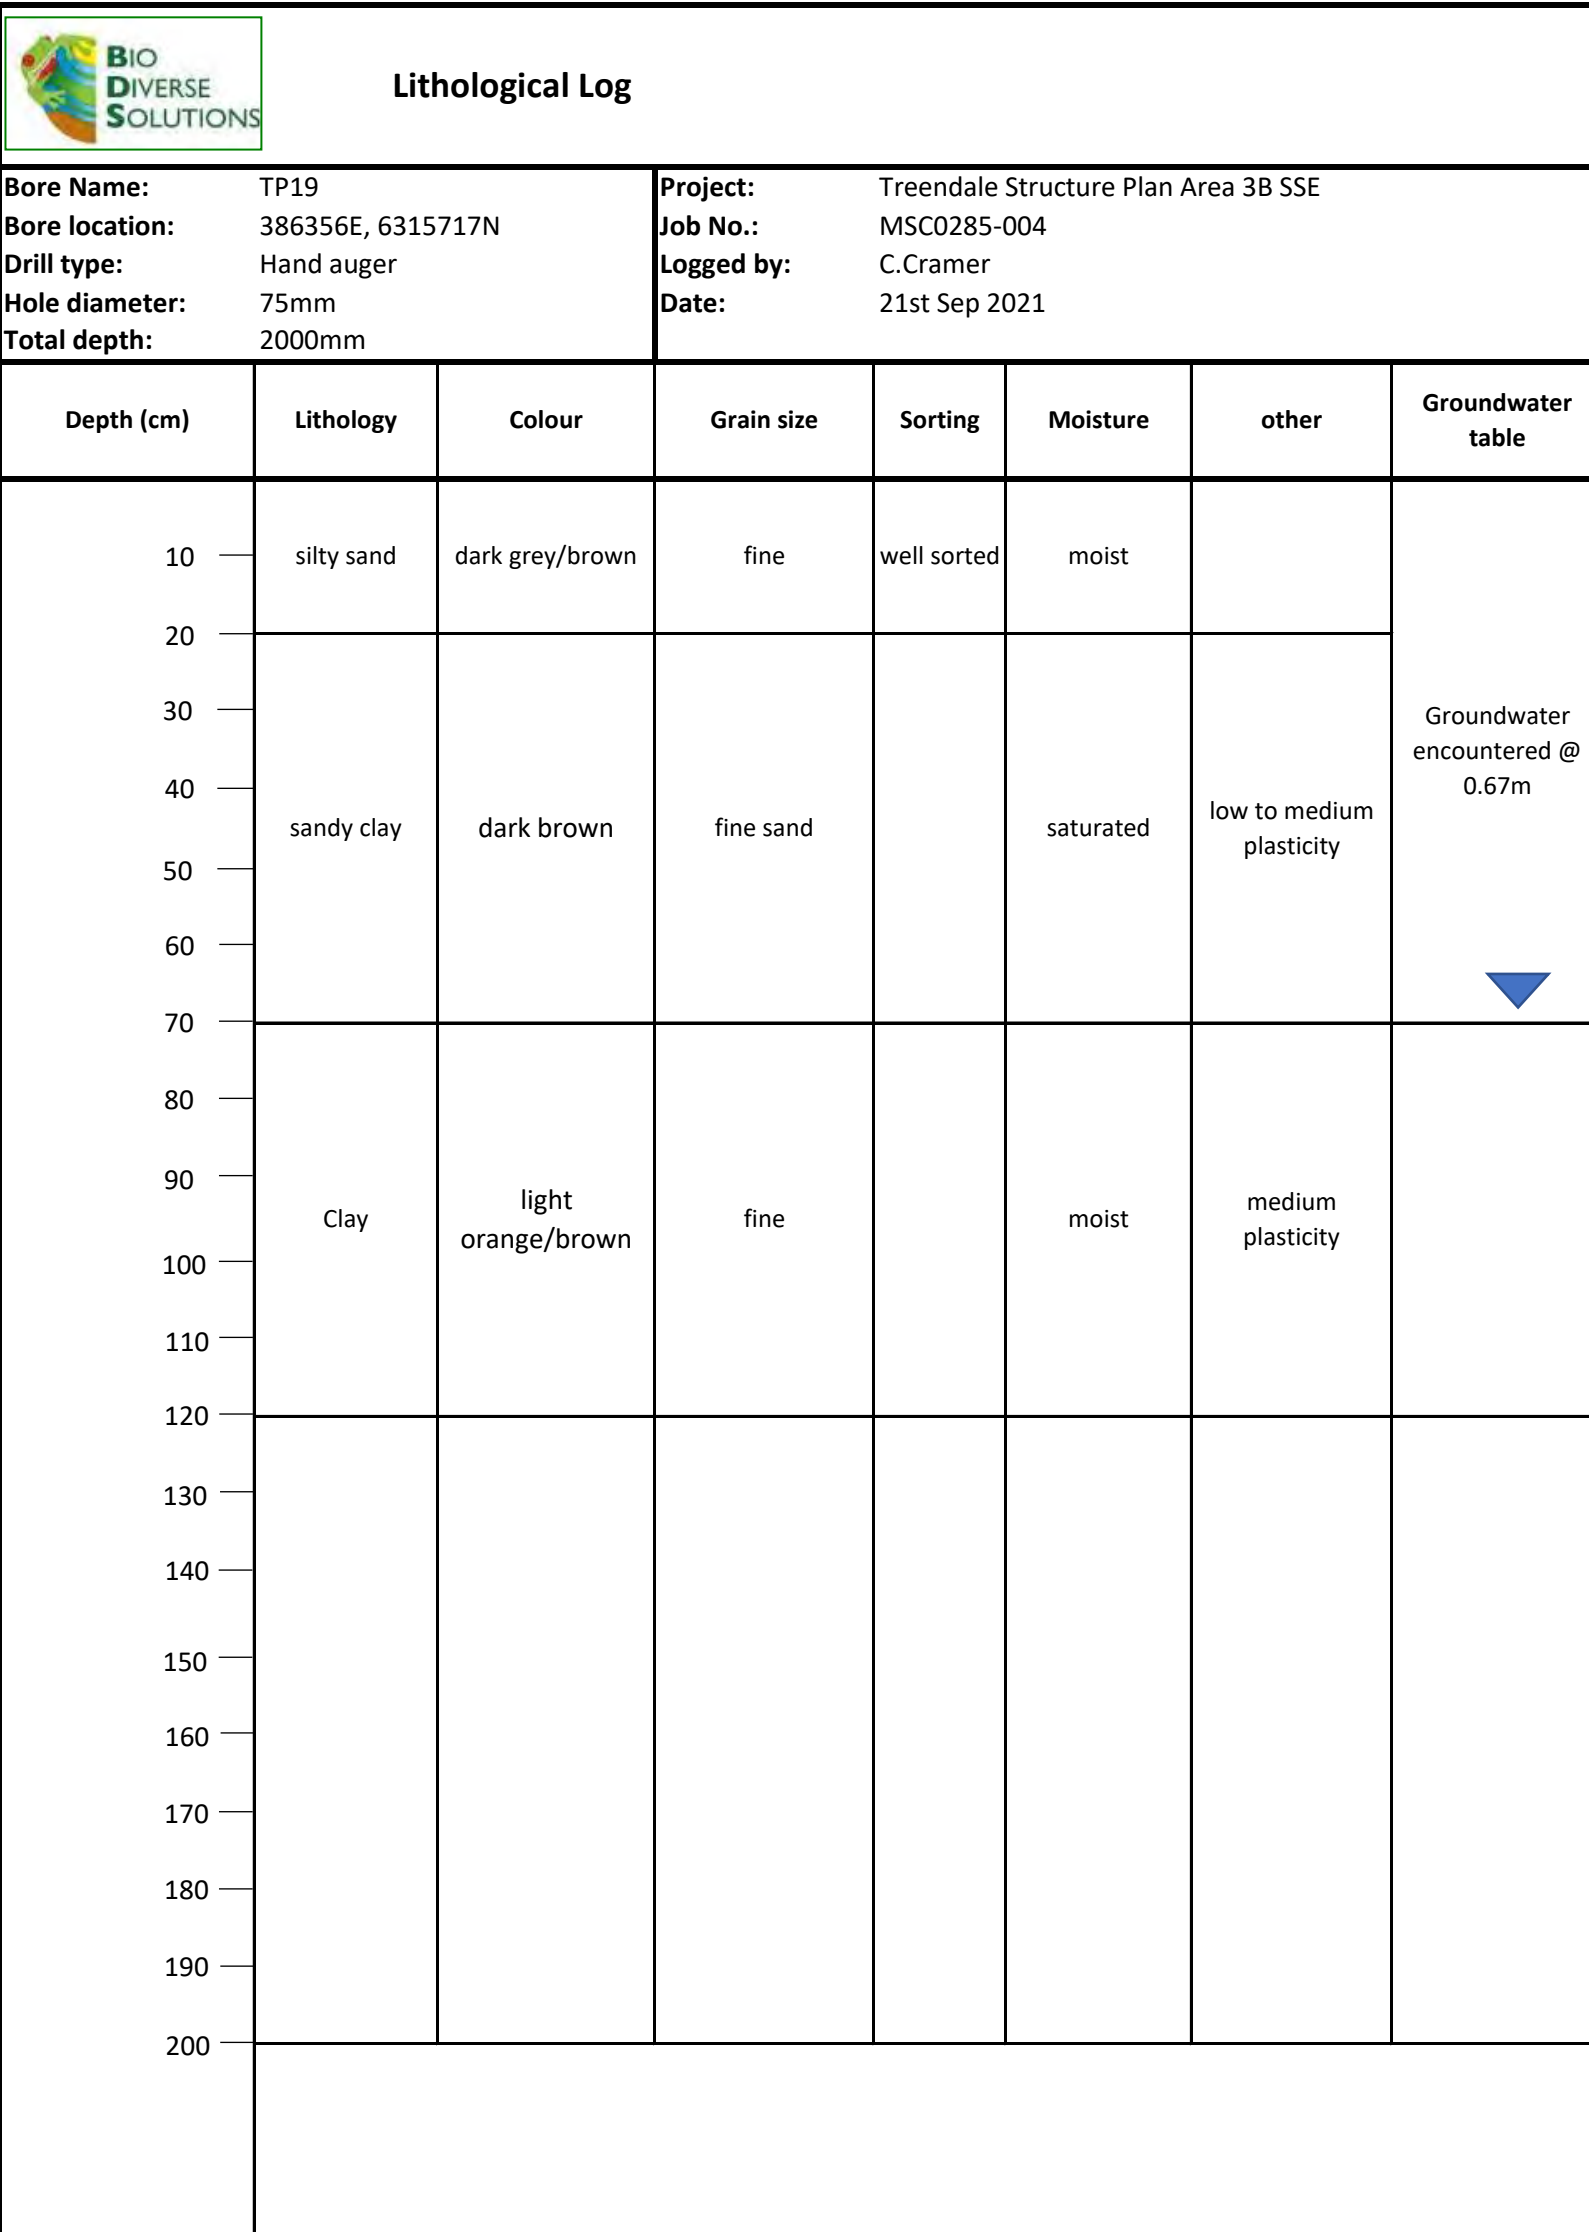 BIO
DIVERSE
SOLUTIONS
Lithological Log
Bore Name: TP19 Project: Treendale Structure Plan Area 3B SSE
Bore location: 386356E, 6315717N Job No.: MSC0285-004
Drill type: Hand auger Logged by: C.Cramer
Hole diameter: 75mm Date: 21st Sep 2021
Total depth: 2000mm
Depth (cm) Lithology Colour Grain size Sorting Moisture other Groundwater
table
10 silty sand dark grey/brown fine well sorted moist
20
30
Groundwater
encountered @
40 0.67m
sandy clay dark brown fine sand saturated low to medium
plasticity
50
60
70
80
90
Clay light
orange/brown fine moist medium
plasticity
100
110
120
130
140
150
160
170
180
190
200